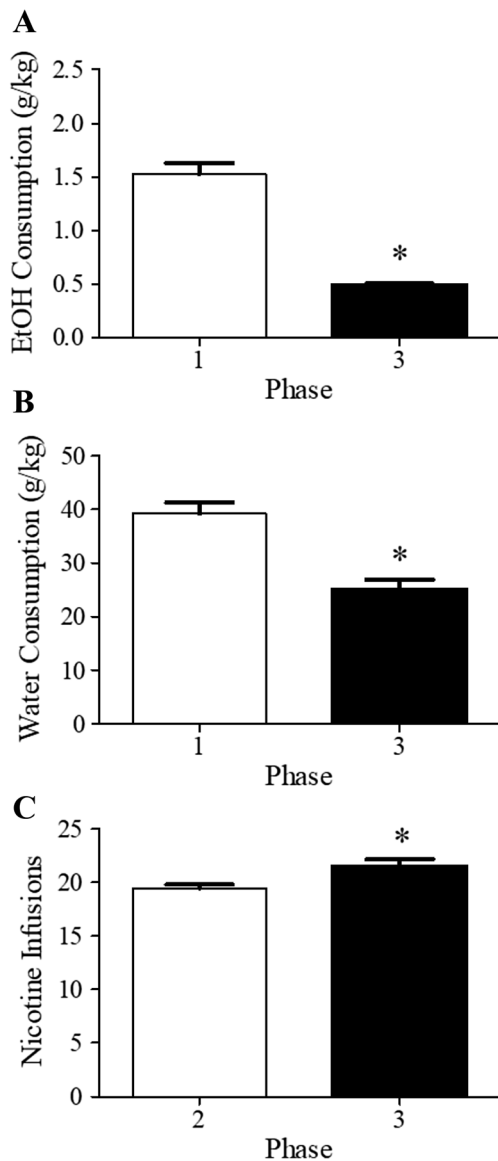 A
EtOH Consumption (g/kg)
2.5
2.0
1.5
1.0
0.5
0.0
*
1 3
Phase
B
Water Consumption (g/kg)
50
40
30
20
10
0
*
1 3
Phase
C
Nicotine Infusions
25
20
15
10
5
0
*
2 3
Phase